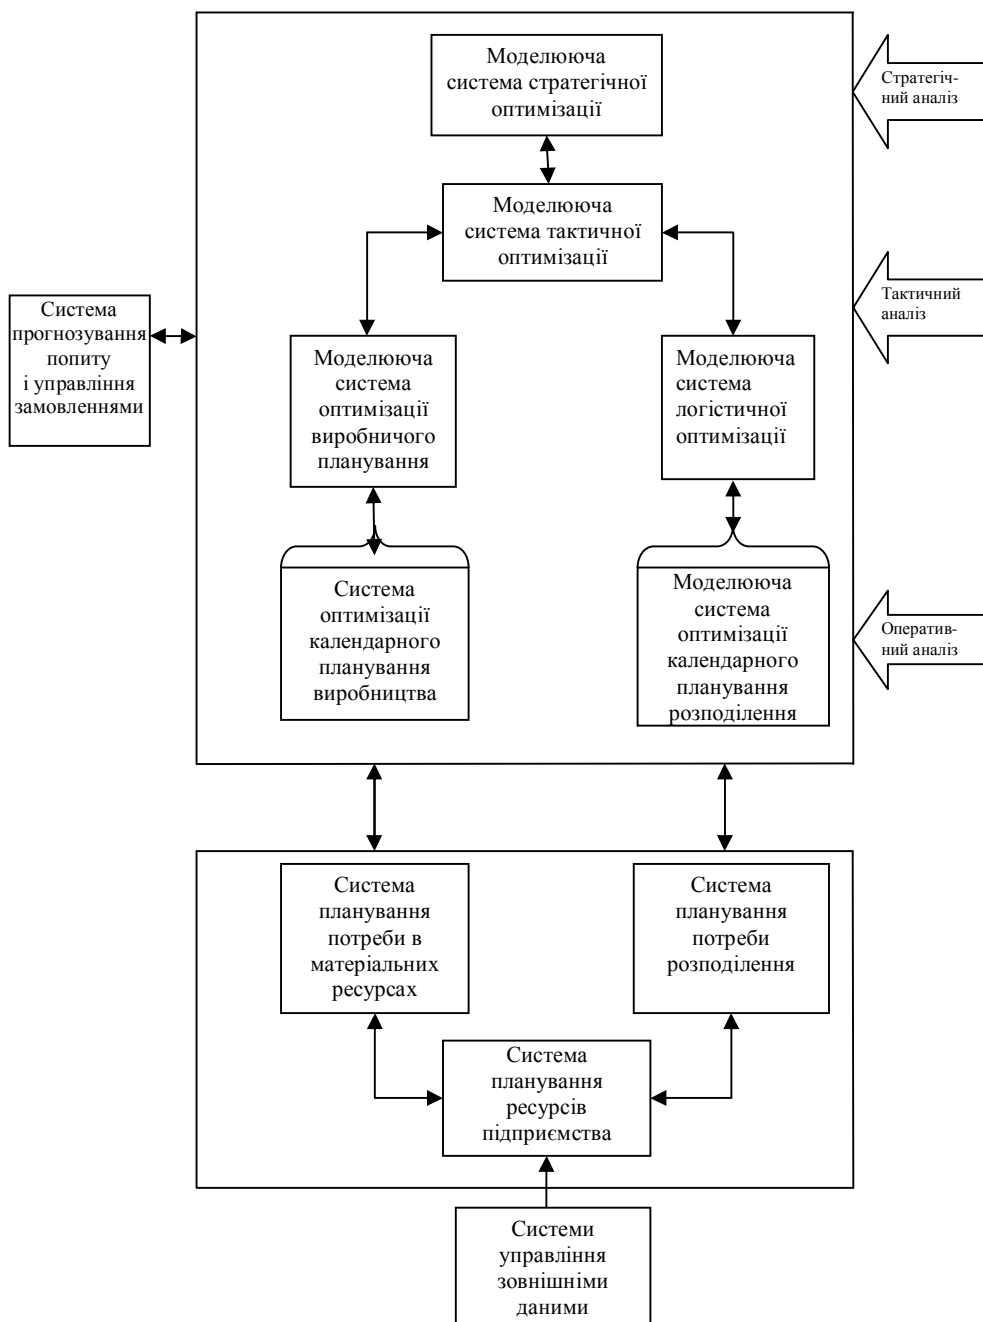 Моделююча
система стратегічної
оптимізації
Стратегіч-
ний аналіз
Моделююча
система тактичної
оптимізації
Тактичний
аналіз
Система
прогнозування
попиту
і управління
замовленнями
Моделююча
система
оптимізації
виробничого
планування
Моделююча
система
логістичної
оптимізації
Система
оптимізації
календарного
планування
виробництва
Моделююча
система
оптимізації
календарного
планування
розподілення
Оператив-
ний аналіз
Система
планування
потреби в
матеріальних
ресурсах
Система
планування
потреби
розподілення
Система
планування
ресурсів
підприємства
Системи
управління
зовнішніми
даними